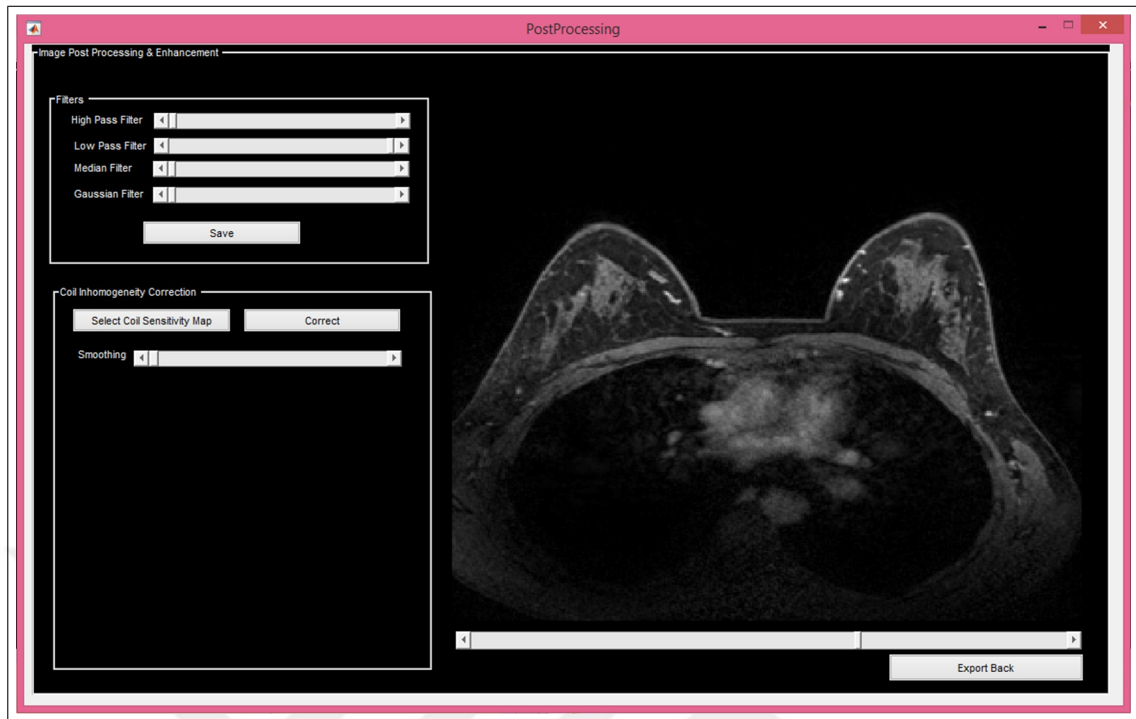 PostProcessing
Image Post Processing & Enhancement
Filters
High Pass Filter
Low Pass Filter
Median Filter
Gaussian Filter
Save
Coil Inhomogeneity Correction
Select Coil Sensitivity Map
Correct
Smoothing
Export Back